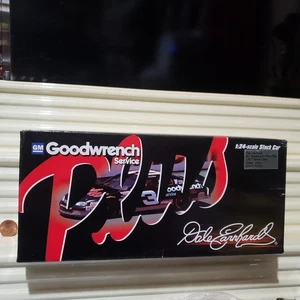 GM
Goodwrench
Service
Plus
1:24-scale Stock Car
3
Goodwrench
Dale Earnhardt